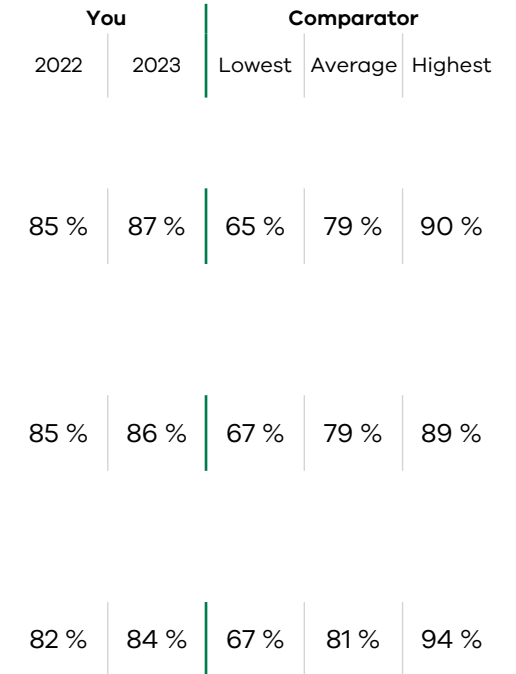 You Comparator
2022 2023 Lowest Average Highest
85 % 87 % 65 % 79 % 90 %
85 % 86 % 67 % 79 % 89 %
82 % 84 % 67 % 81 % 94 %